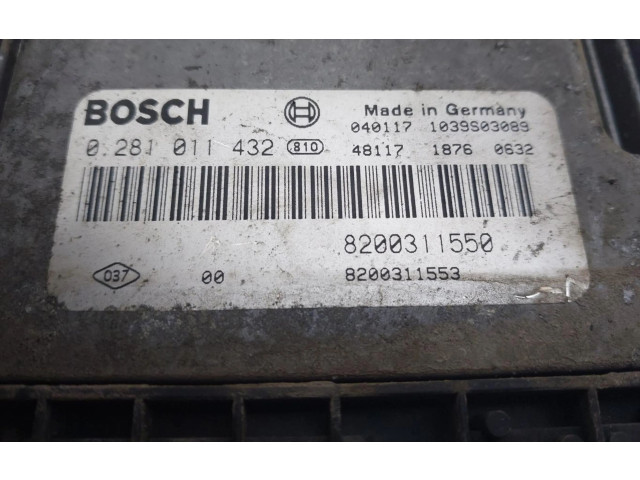 BOSCH
Made in Germany
040117 1039S03089
0 281 011 432 810
48117 1876 0632
8200311550
037 00 8200311553